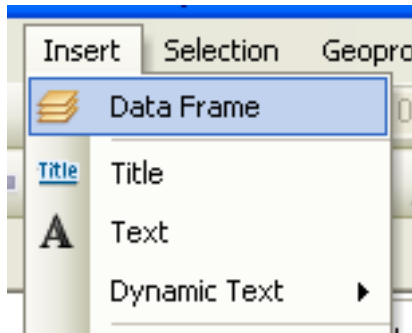 Insert Selection Geopro
Data Frame
Title Title
A Text
Dynamic Text